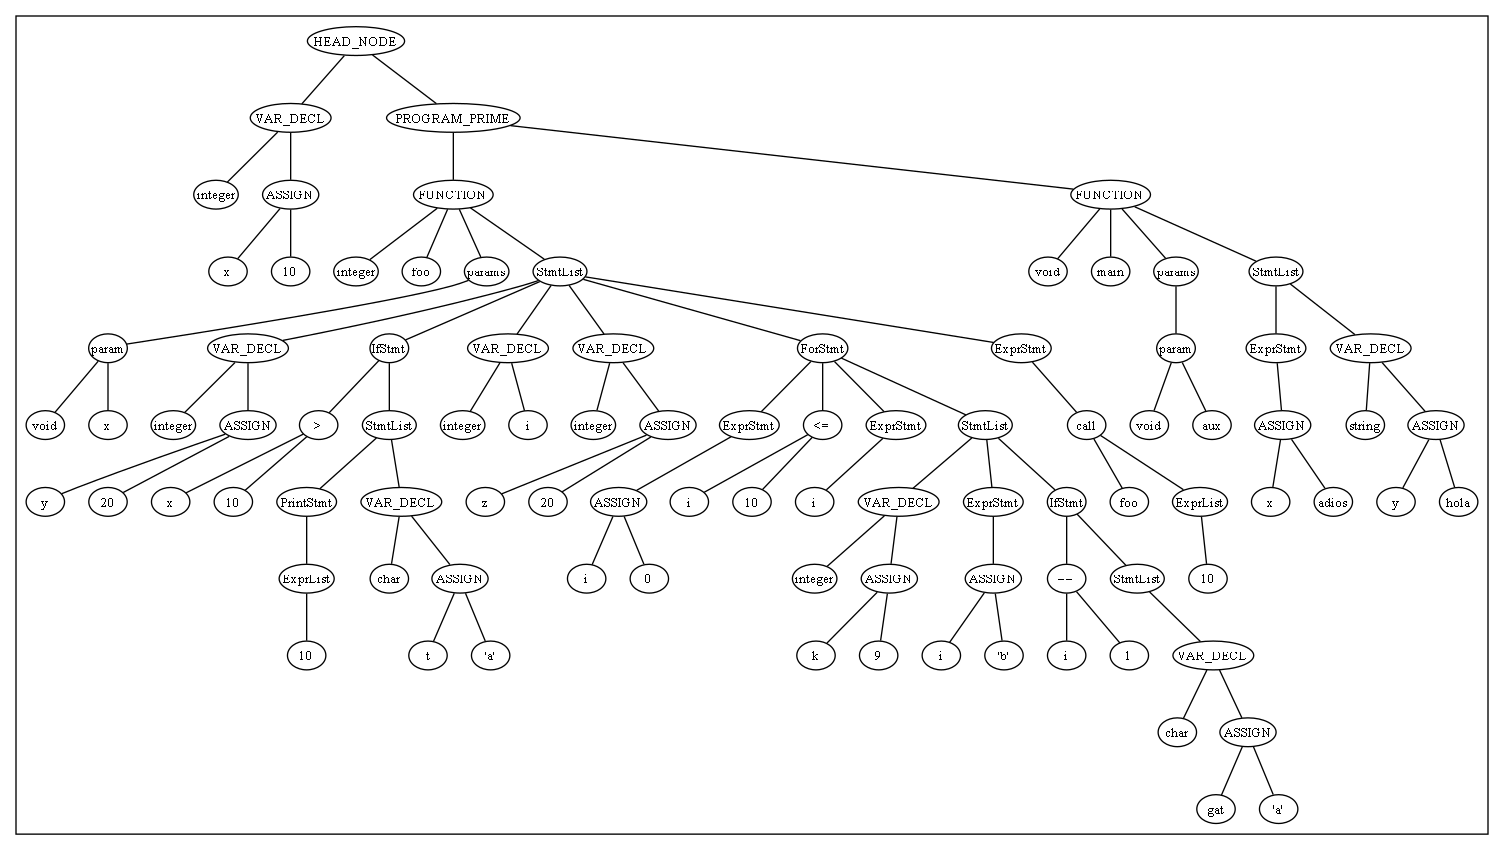 HEAD_NODE
VAR_DECL PROGRAM_PRIME
integer ASSIGN FUNCTION FUNCTION
x 10 integer foo params StmtList void main params StmtList
param VAR_DECL IfStmt VAR_DECL VAR_DECL ForStmt ExprStmt param ExprStmt VAR_DECL
void x integer ASSIGN > StmtList integer i integer ASSIGN ExprStmt <= ExprStmt StmtList call void aux ASSIGN string ASSIGN
y 20 x 10 PrintStmt VAR_DECL z 20 ASSIGN i 10 i VAR_DECL ExprStmt IfStmt foo ExprList x adios y hola
ExprList char ASSIGN i 0 integer ASSIGN ASSIGN == StmtList 10
10 t 'a' k 9 i 'b' i 1 VAR_DECL
char ASSIGN
gat 'a'